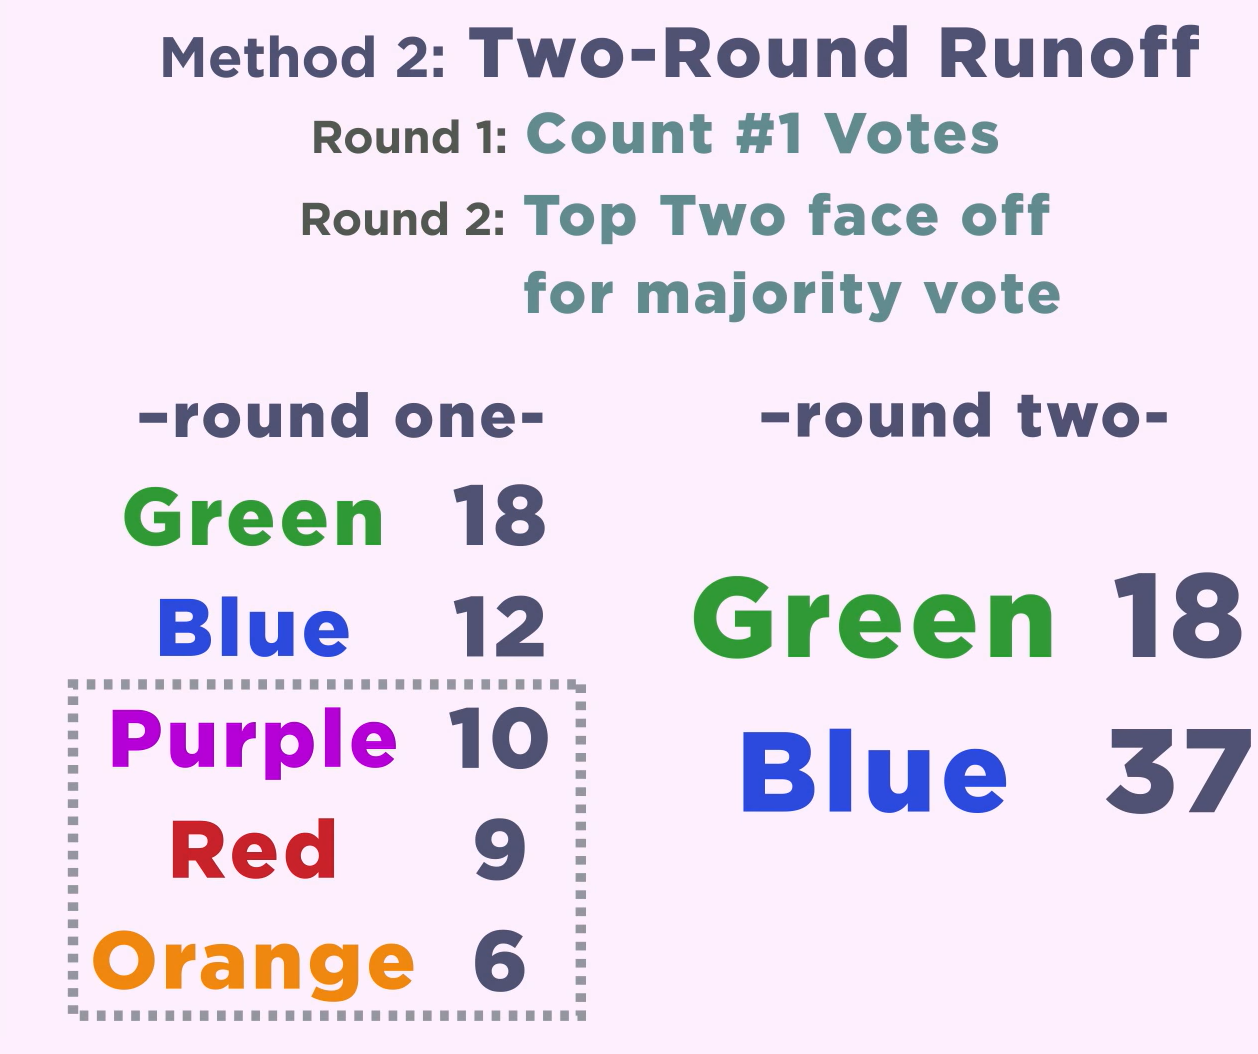 Method 2: Two-Round Runoff
Round 1: Count #1 Votes
Round 2: Top Two face off
for majority vote
–round one-
Green 18
Blue 12
Purple 10
Red 9
Orange 6
–round two-
Green 18
Blue 37